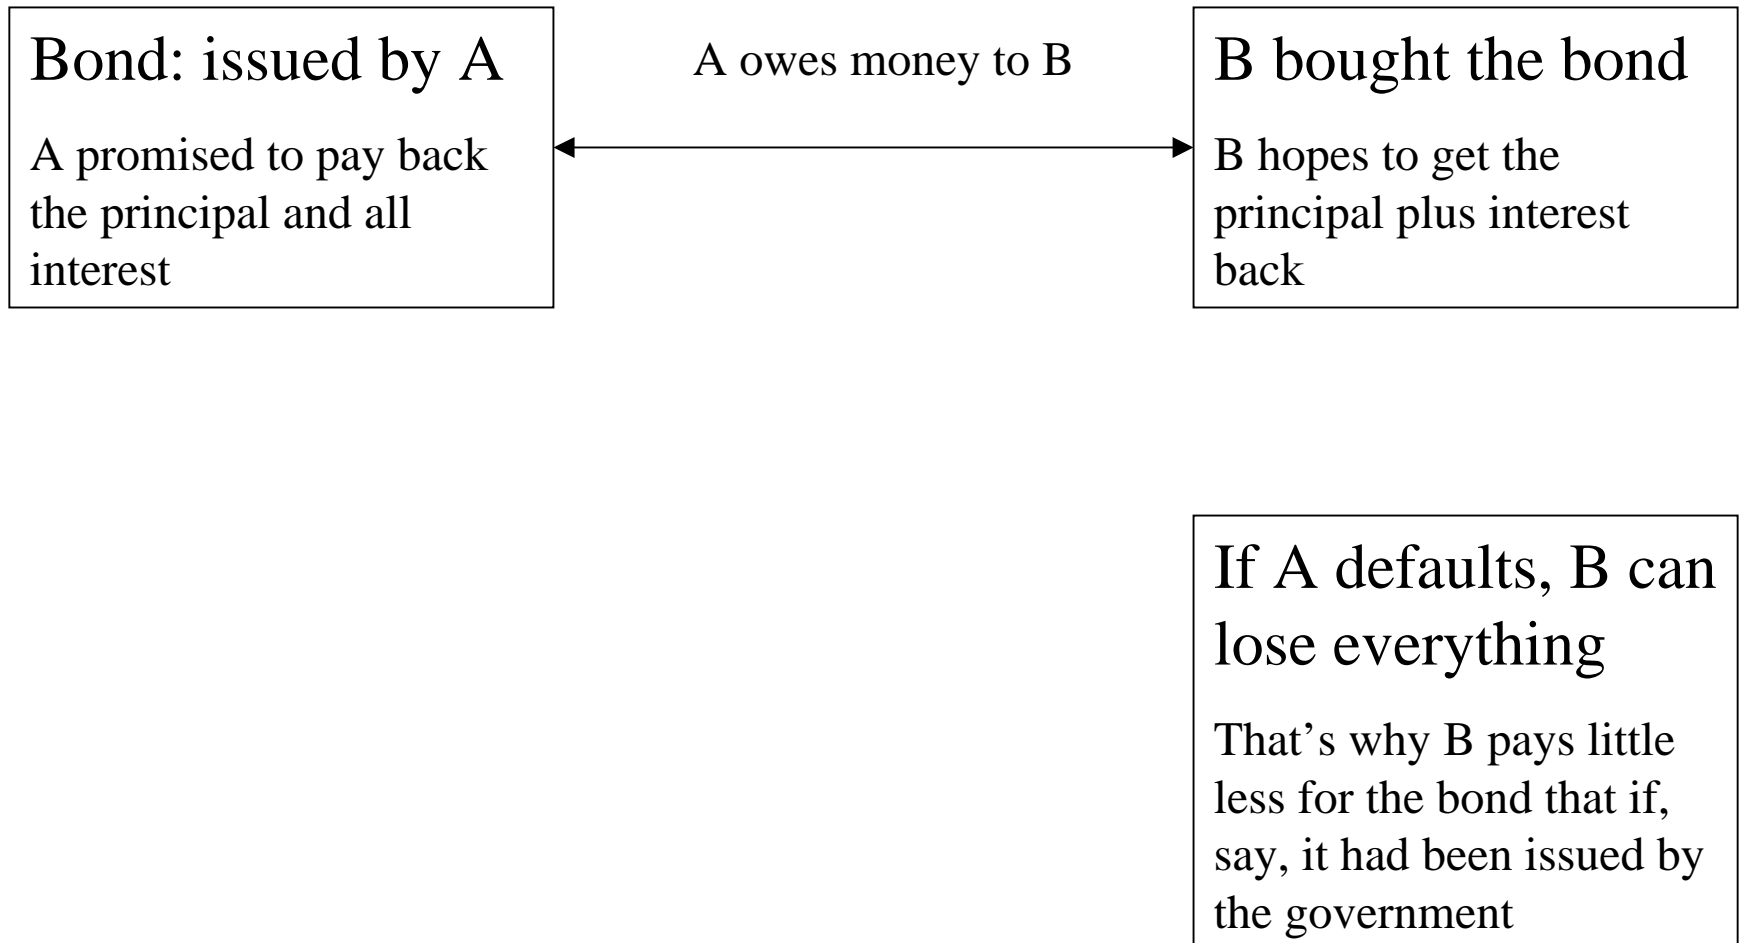 Bond: issued by A
A promised to pay back
the principal and all
interest
A owes money to B
B bought the bond
B hopes to get the
principal plus interest
back
If A defaults, B can
lose everything
That’s why B pays little
less for the bond that if,
say, it had been issued by
the government